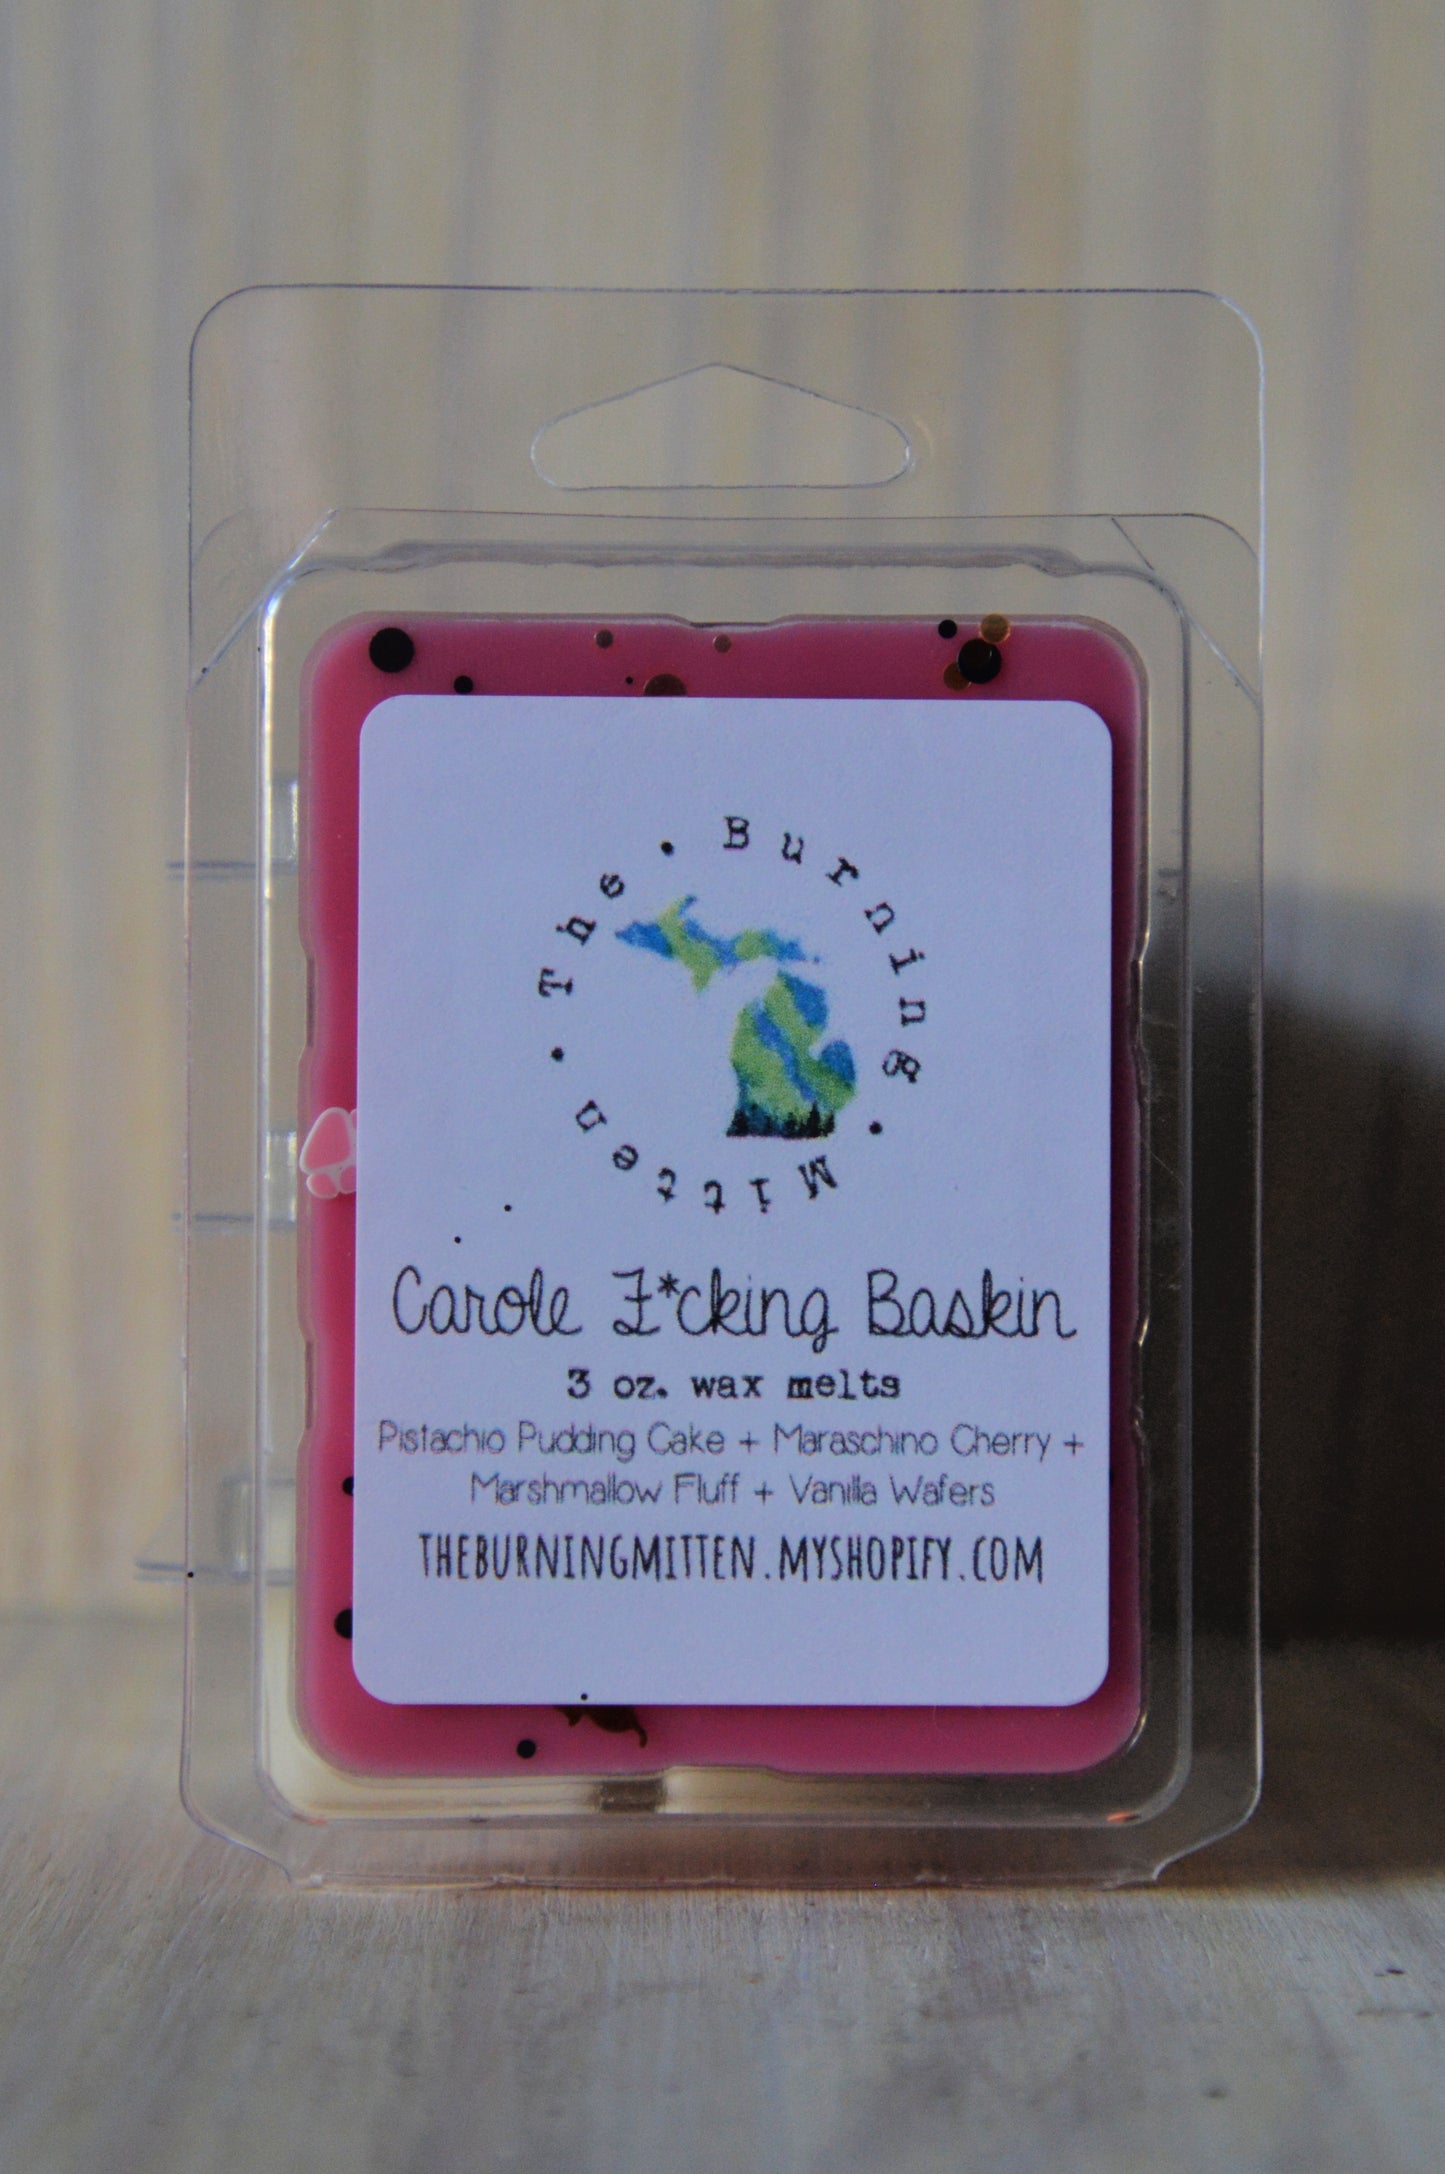 The • Burning • Mitten •
Carole F*cking Baskin
3 oz. wax melts
Pistachio Pudding Cake + Maraschino Cherry +
Marshmallow Fluff + Vanilla Wafers
THEBURNINGMITTEN.MYSHOPIFY.COM